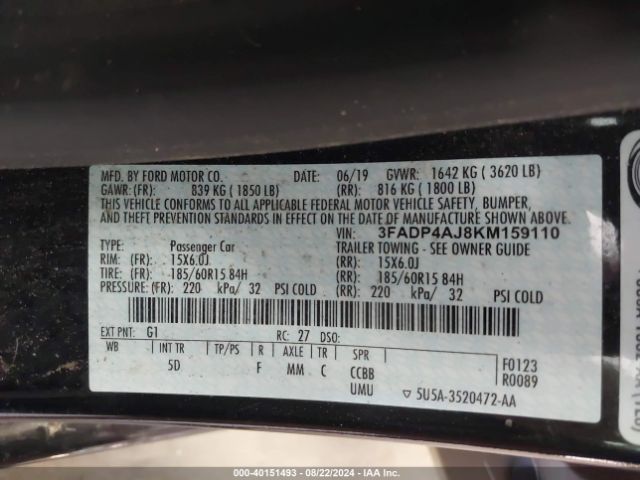 MFD. BY FORD MOTOR CO. DATE: 06/19 GVWR: 1642 KG ( 3620 LB)
GAWR: (FR): 839 KG ( 1850 LB) (RR): 816 KG ( 1800 LB)
THIS VEHICLE CONFORMS TO ALL APPLICABLE FEDERAL MOTOR VEHICLE SAFETY, BUMPER,
AND THEFT PREVENTION STANDARDS IN EFFECT ON THE DATE OF MANUFACTURE SHOWN ABOVE.
VIN: 3FADP4AJ8KM159110
TYPE: Passenger Car TRAILER TOWING - SEE OWNER GUIDE
RIM: (FR) : 15X6.0J (RR): 15X6.0J
TIRE: (FR) : 185/60R15 84H (RR): 185/60R15 84H
PRESSURE: (FR): 220 kPa/ 32 PSI COLD (RR): 220 kPa/ 32 PSI COLD
EXT PNT: G1 RC: 27 DSO:
WB INT TR TP/PS R AXLE TR SPR F0123
5D F MM C CCBB R0089
UMU ▽ 5U5A-3520472-AA
000-40151493 - 08/22/2024 - IAA Inc.